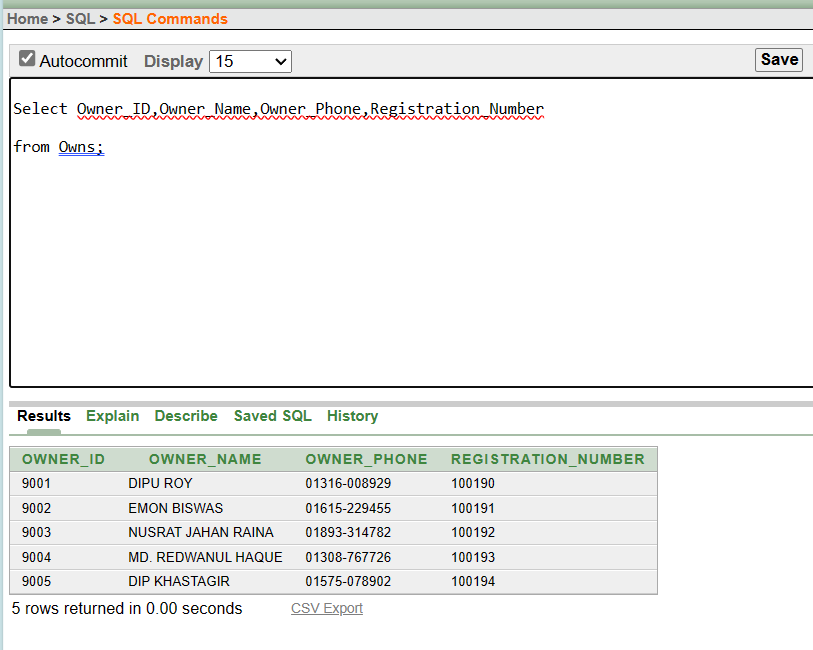 Home > SQL > SQL Commands
Autocommit Display 15 Save
Select Owner_ID,Owner_Name,Owner_Phone,Registration_Number
from Owns;
Results Explain Describe Saved SQL History
OWNER_ID OWNER_NAME OWNER_PHONE REGISTRATION_NUMBER
9001 DIPU ROY 01316-008929 100190
9002 EMON BISWAS 01615-229455 100191
9003 NUSRAT JAHAN RAINA 01893-314782 100192
9004 MD. REDWANUL HAQUE 01308-767726 100193
9005 DIP KHASTAGIR 01575-078902 100194
5 rows returned in 0.00 seconds CSV Export